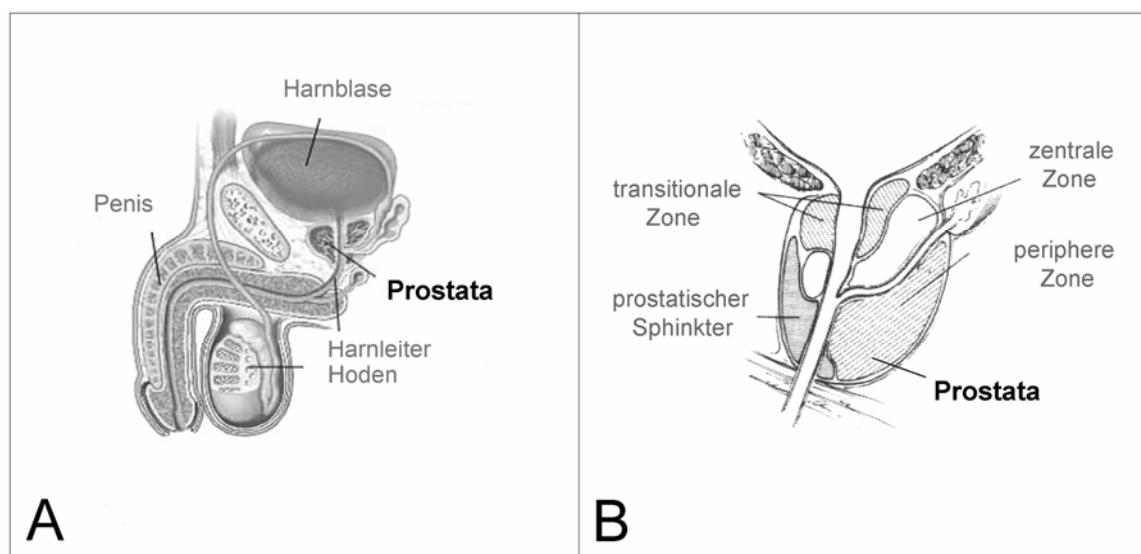 Harnblase
Penis
Prostata
Harnleiter
Hoden
A
transitionale
Zone
zentrale
Zone
periphere
Zone
prostatischer
Sphinkter
Prostata
B